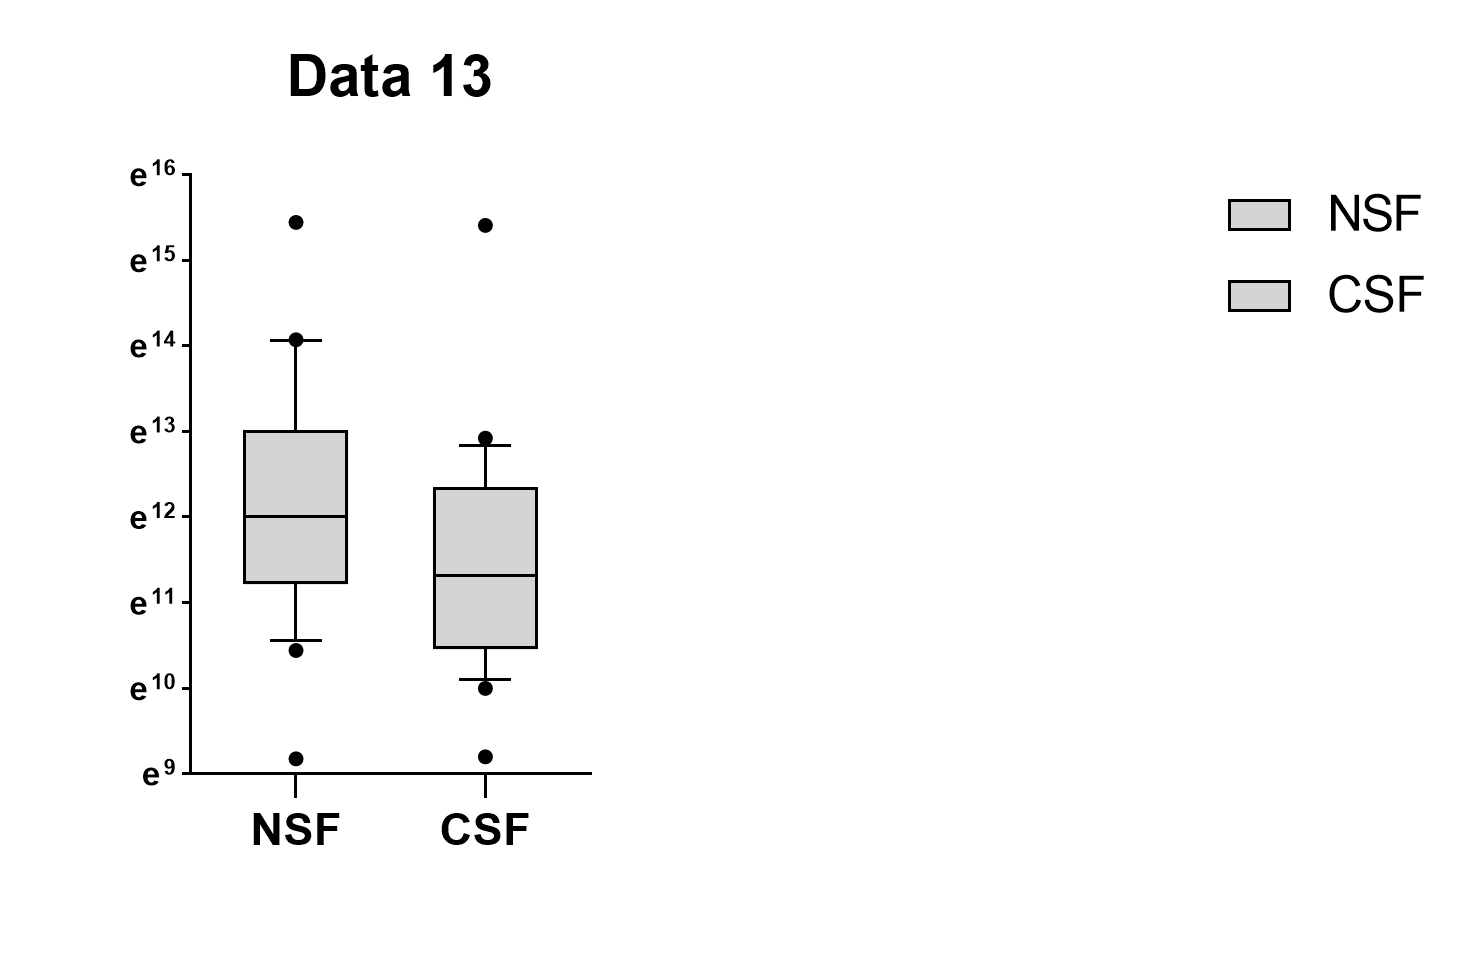 Data 13
e¹⁶
e¹⁵
e¹⁴
e¹³
e¹²
e¹¹
e¹⁰
e⁹
NSF CSF
NSF
CSF